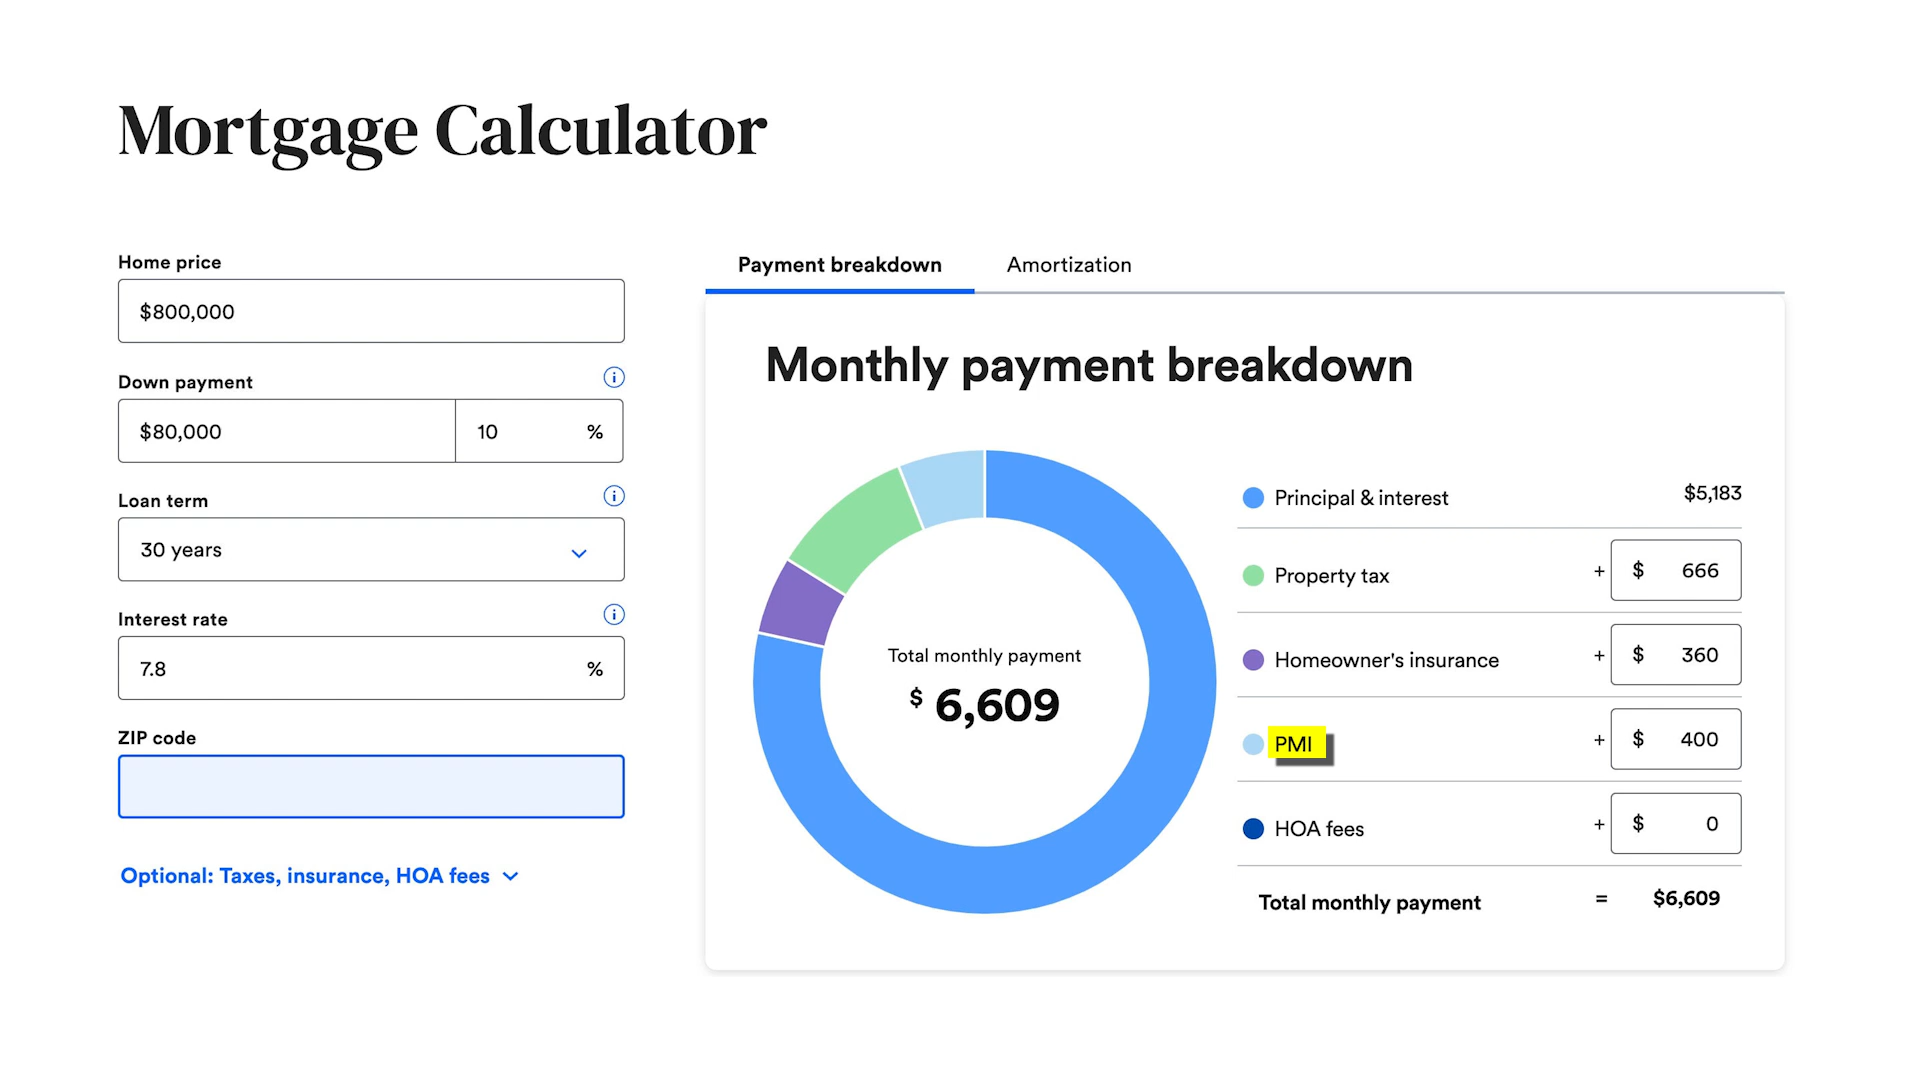 Mortgage Calculator
Home price
$800,000
Down payment
$80,000 10 %
Loan term
30 years
Interest rate
7.8 %
ZIP code
Optional: Taxes, insurance, HOA fees
Payment breakdown Amortization
Monthly payment breakdown
Total monthly payment
$ 6,609
Principal & interest $5,183
Property tax + $ 666
Homeowner's insurance + $ 360
PMI + $ 400
HOA fees + $ 0
Total monthly payment = $6,609